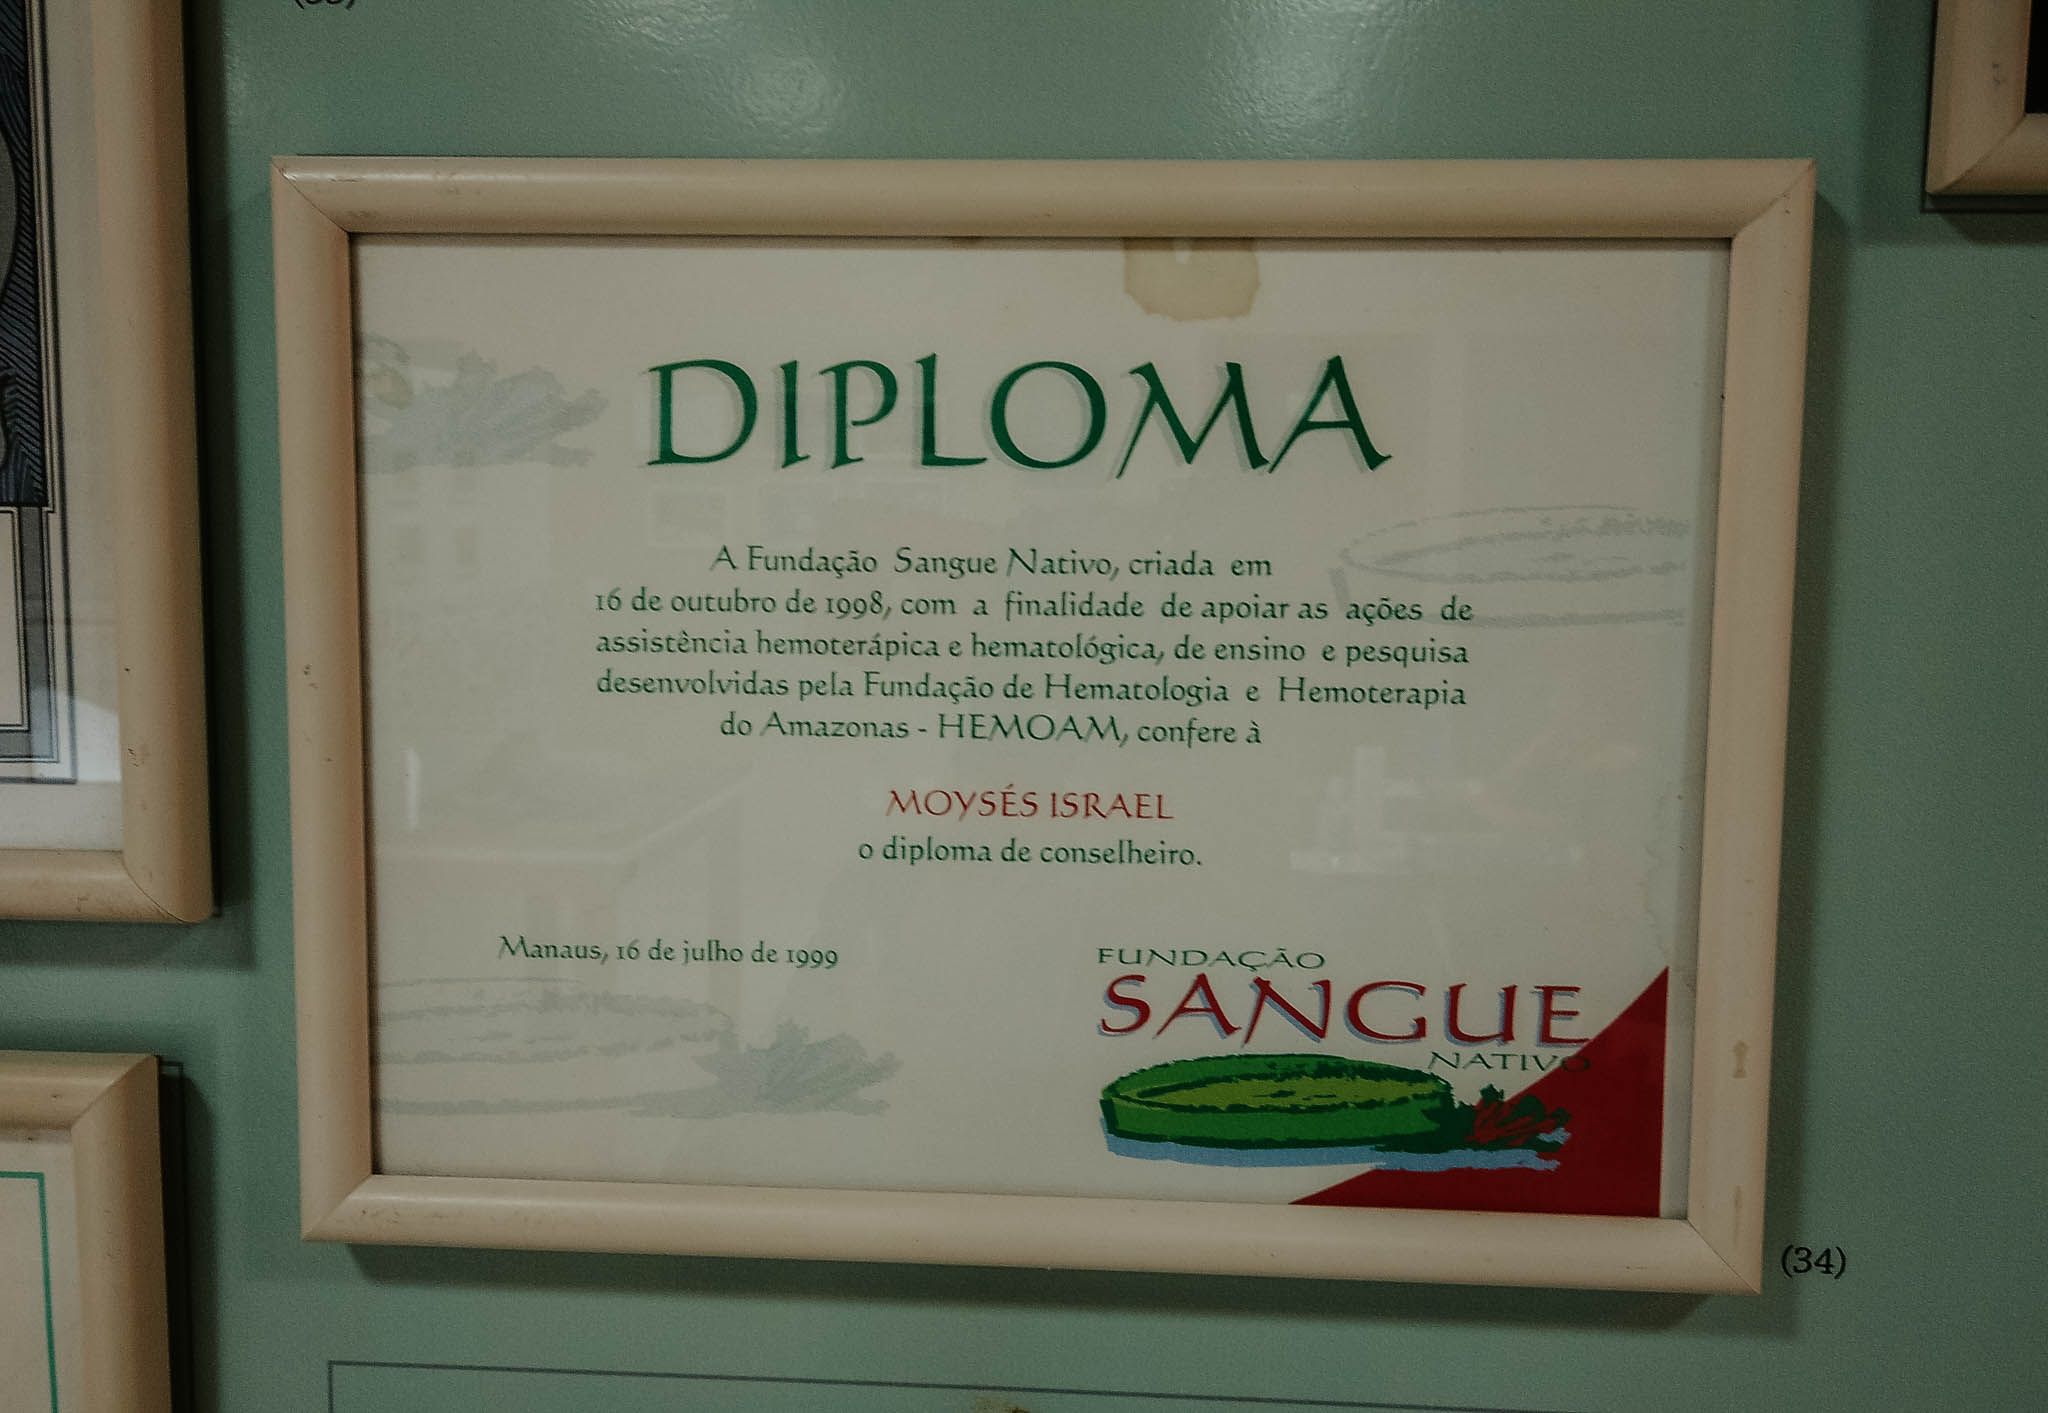 DIPLOMA
A Fundação Sangue Nativo, criada em
16 de outubro de 1998, com a finalidade de apoiar as ações de
assistência hemoterápica e hematológica, de ensino e pesquisa
desenvolvidas pela Fundação de Hematologia e Hemoterapia
do Amazonas - HEMOAM, confere à
MOYSÉS ISRAEL
o diploma de conselheiro.
Manaus, 16 de julho de 1999
FUNDAÇÃO
SANGUE
NATIVO
(34)